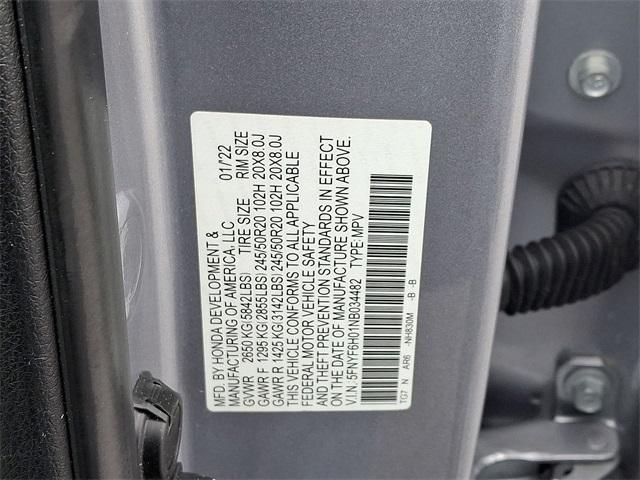 MFD. BY HONDA DEVELOPMENT &
MANUFACTURING OF AMERICA, LLC 01/22
GVWR 2650 KG(5842LBS) TIRE SIZE RIM SIZE
GAWR F 1295 KG(2855LBS) 245/50R20 102H 20X8.0J
GAWR R 1425 KG(3142LBS) 245/50R20 102H 20X8.0J
THIS VEHICLE CONFORMS TO ALL APPLICABLE
FEDERAL MOTOR VEHICLE SAFETY
AND THEFT PREVENTION STANDARDS IN EFFECT
ON THE DATE OF MANUFACTURE SHOWN ABOVE.
V.I.N. 5FNYF6H01NB034482 TYPE:MPV
TG7 N AR6 -NH830M -B -B